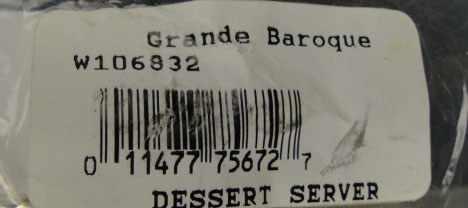 Grande Baroque
W106832
0 11477 75672 7
DESSERT SERVER